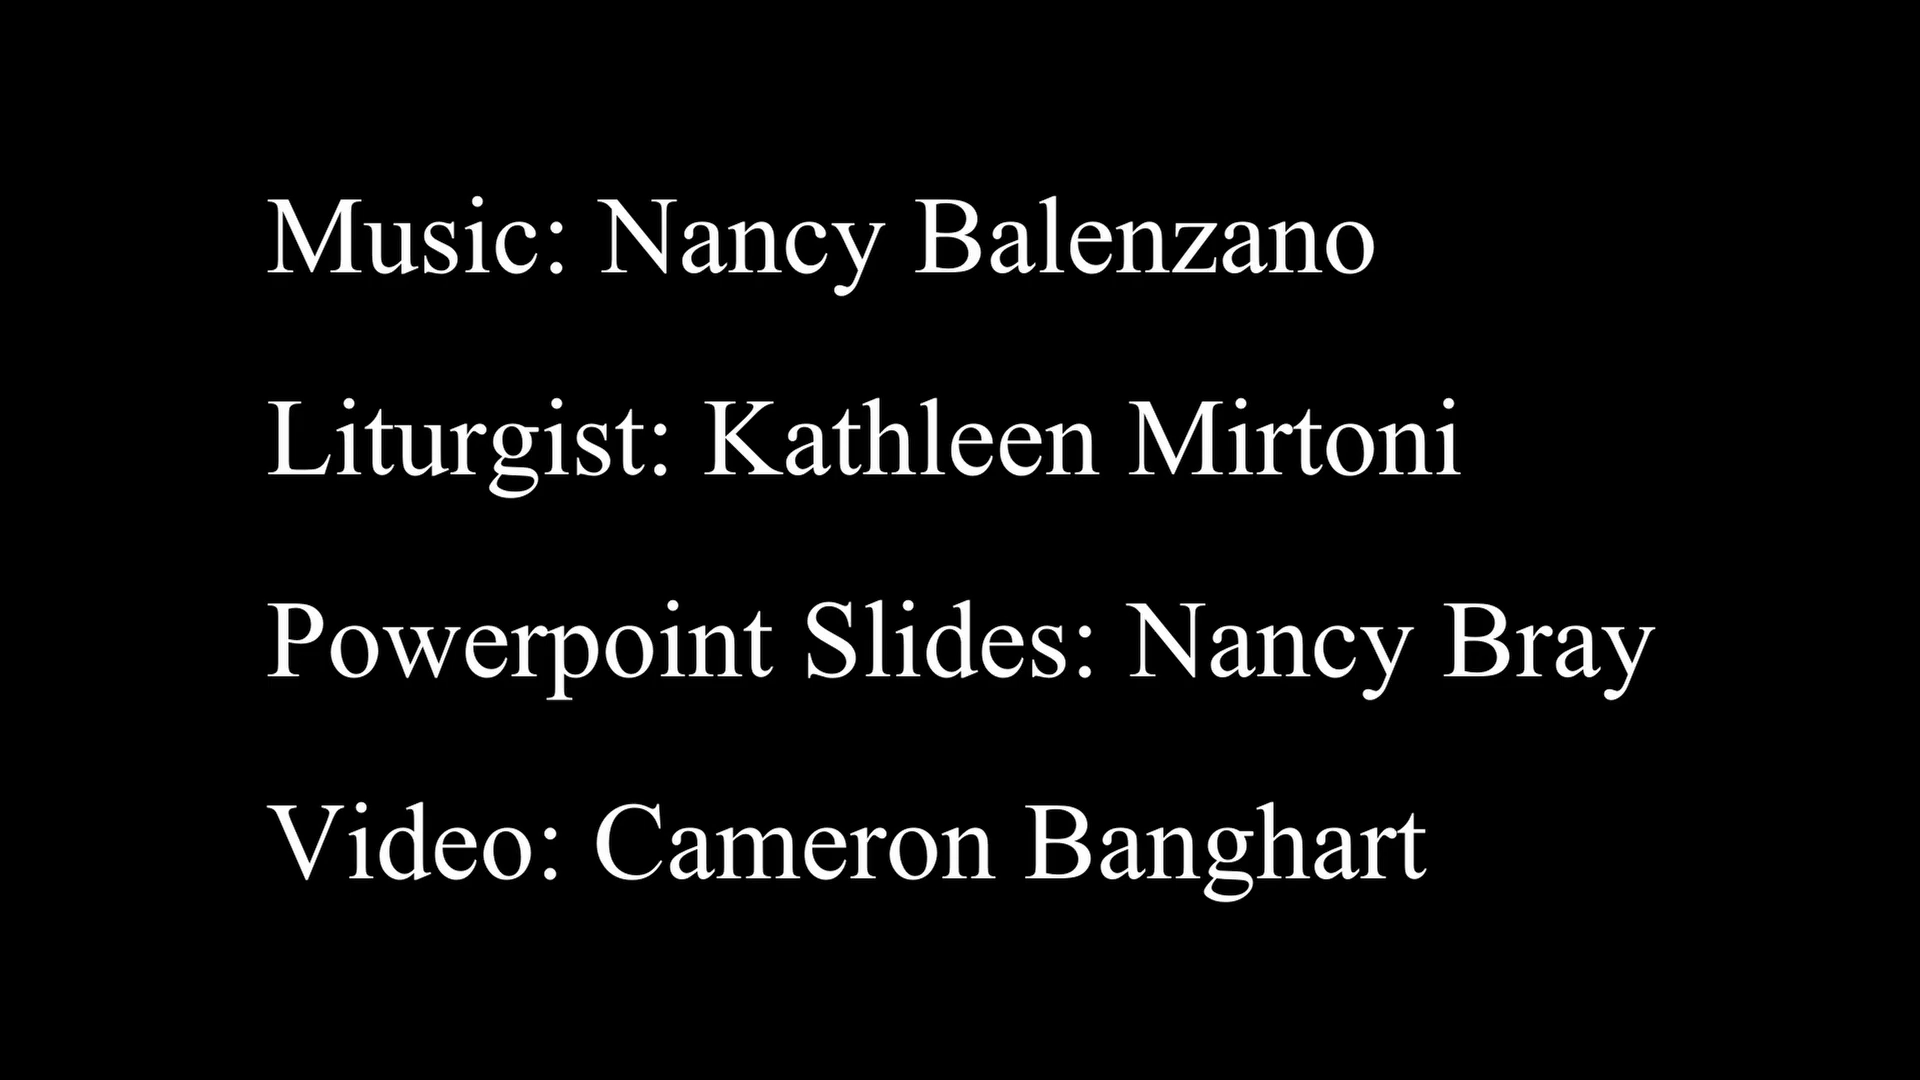 Music: Nancy Balenzano
Liturgist: Kathleen Mirtoni
Powerpoint Slides: Nancy Bray
Video: Cameron Banghart